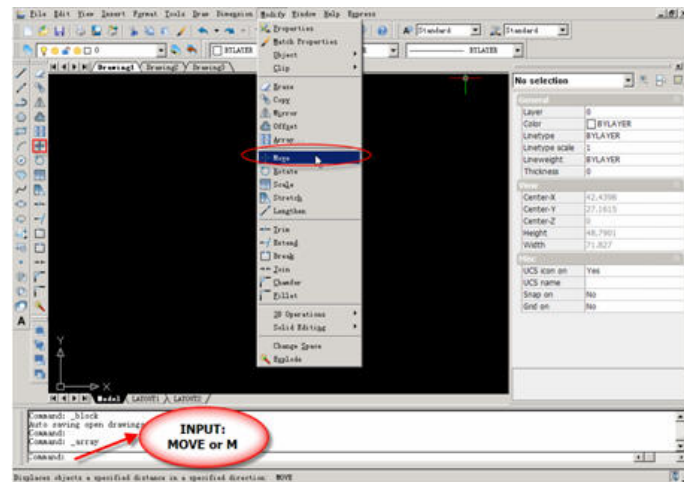 File Edit View Insert Format Tools Draw Dimension Modify Window Help Express
Standard
0 BYLAYER BYLAYER
Drawing1 Drawing2 Drawing3
Properties
Match Properties
Object
Clip
Erase
Copy
Mirror
Offset
Array
Move
Rotate
Scale
Stretch
Lengthen
Trim
Extend
Break
Join
Chamfer
Fillet
3D Operations
Solid Editing
Change Space
Explode
No selection
General
Layer 0
Color BYLAYER
Linetype BYLAYER
Linetype scale 1
Lineweight BYLAYER
Thickness 0
View
Center-X 42.4398
Center-Y 27.1615
Center-Z 0
Height 48.7901
Width 71.827
Misc
UCS icon on Yes
UCS name
Snap on No
Grid on No
A
Y
X
Model LAYOUT1 LAYOUT2
Command: _block
Auto saving open drawings
Command:
Command: _array
Command:
INPUT:
MOVE or M
Displaces objects a specified distance in a specified direction: MOVE